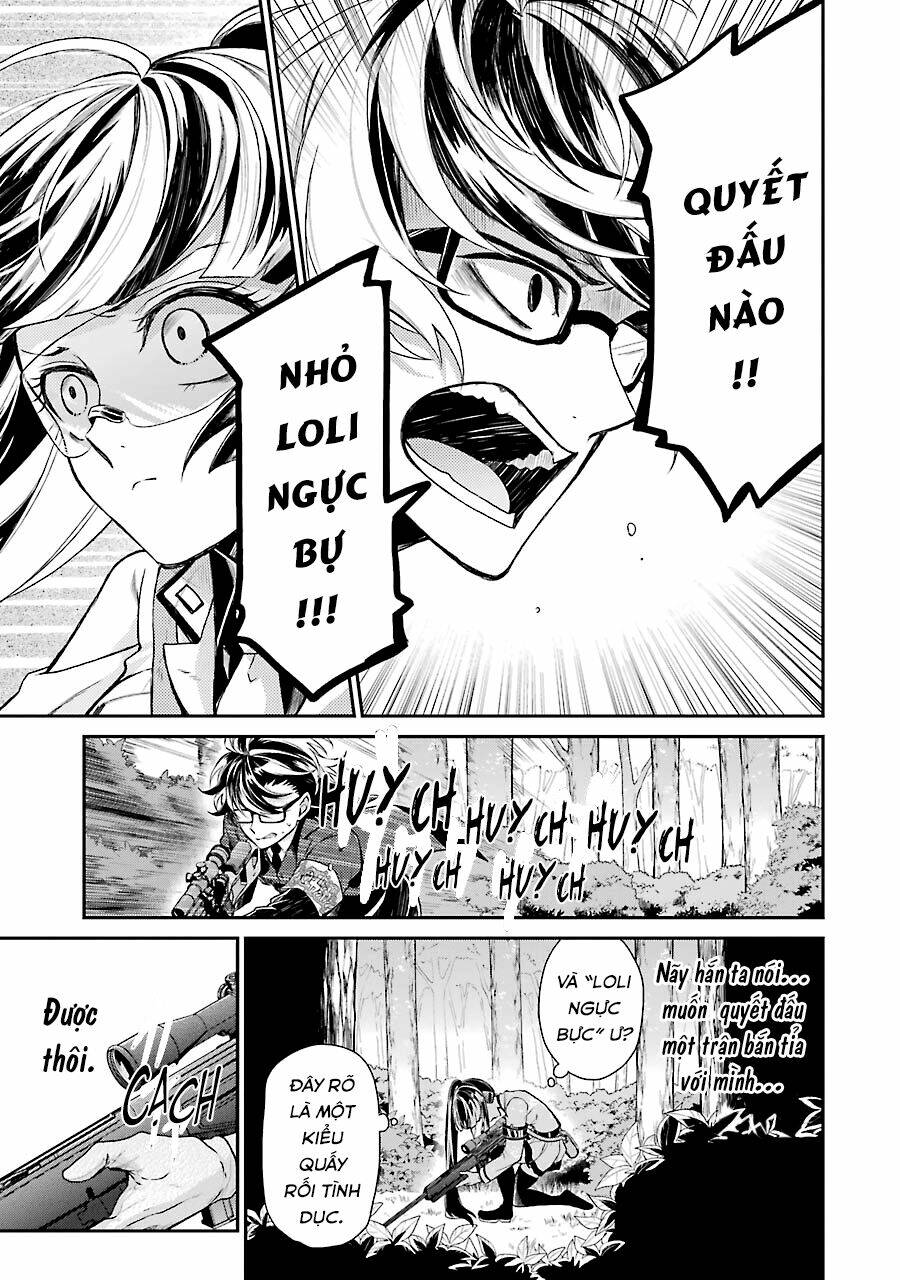 QUYẾT
ĐẤU
NÀO
!!
NHỎ
LOLI
NGỰC
BỰ
!!!
HUỴCH
HUỴCH
HUỴCH
HUỴCH
HUỴCH
Nãy hắn ta nói...
muốn quyết đấu
một trận bắn tỉa
với mình...
VÀ "LOLI
NGỰC
BỰC" Ư?
ĐÂY RÕ
LÀ MỘT
KIỂU
QUẤY
RỐI TÌNH
DỤC.
Được
thôi.
CẠCH